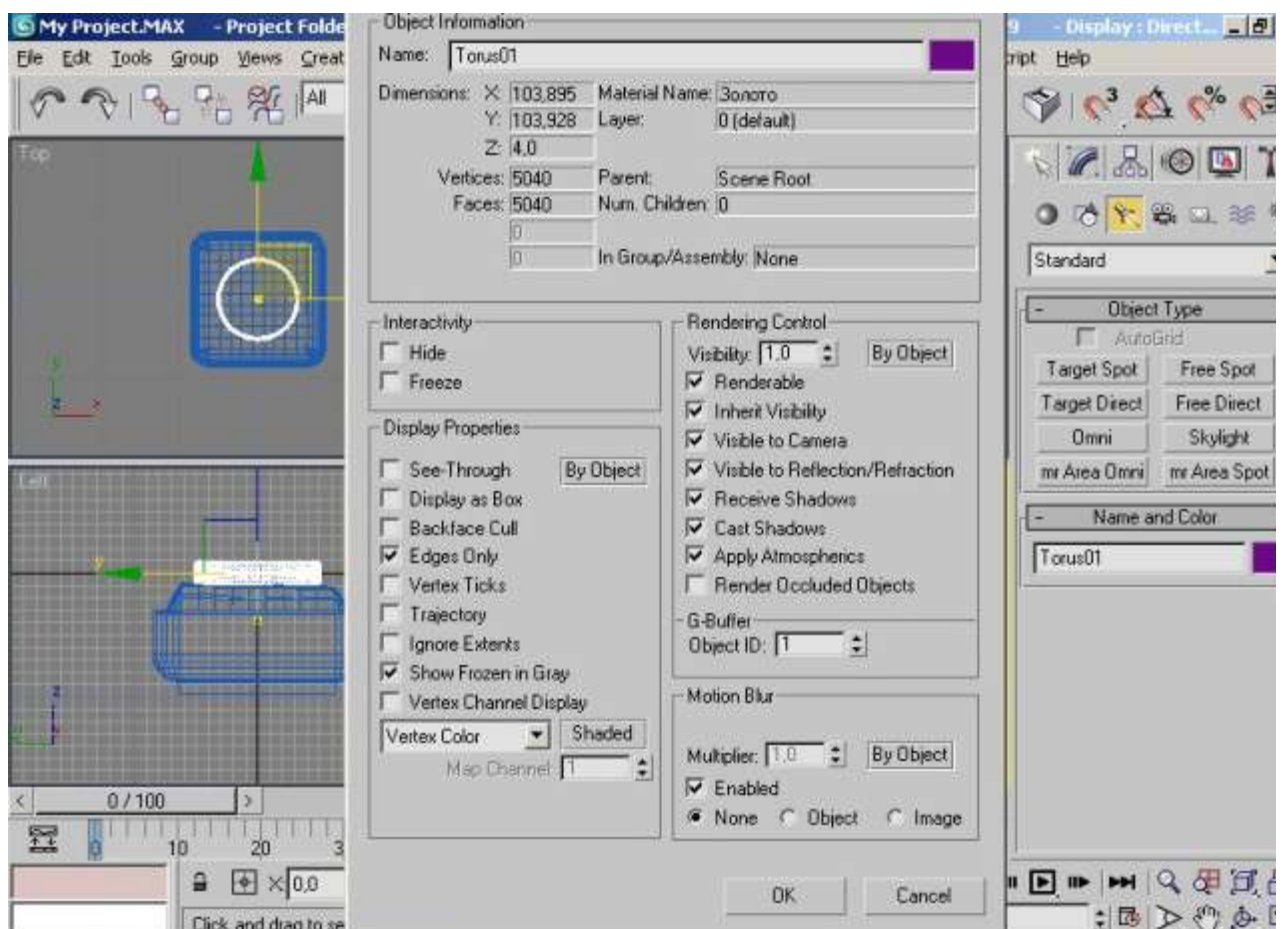 My Project.MAX - Project Folde
9 - Display : Direct...
File Edit Tools Group Views Creat
ript Help
All
Object Information
Name: Torus01
Dimensions: X: 103,895 Material Name: Золото
Y: 103,928 Layer: 0 (default)
Z: 4,0
Vertices: 5040 Parent: Scene Root
Faces: 5040 Num. Children: 0
0
0 In Group/Assembly: None
Interactivity
Hide
Freeze
Display Properties
See-Through By Object
Display as Box
Backface Cull
Edges Only
Vertex Ticks
Trajectory
Ignore Extents
Show Frozen in Gray
Vertex Channel Display
Vertex Color Shaded
Map Channel: 1
Rendering Control
Visibility: 1,0 By Object
Renderable
Inherit Visibility
Visible to Camera
Visible to Reflection/Refraction
Receive Shadows
Cast Shadows
Apply Atmospherics
Render Occluded Objects
G-Buffer
Object ID: 1
Motion Blur
Multiplier: 1,0 By Object
Enabled
None Object Image
OK Cancel
Top
y
z x
Left
y
z
y
< 0 / 100 >
0 10 20 3
X: 0,0
Click and drag to se
3 %
Standard
- Object Type
AutoGrid
Target Spot Free Spot
Target Direct Free Direct
Omni Skylight
mr Area Omni mr Area Spot
- Name and Color
Torus01